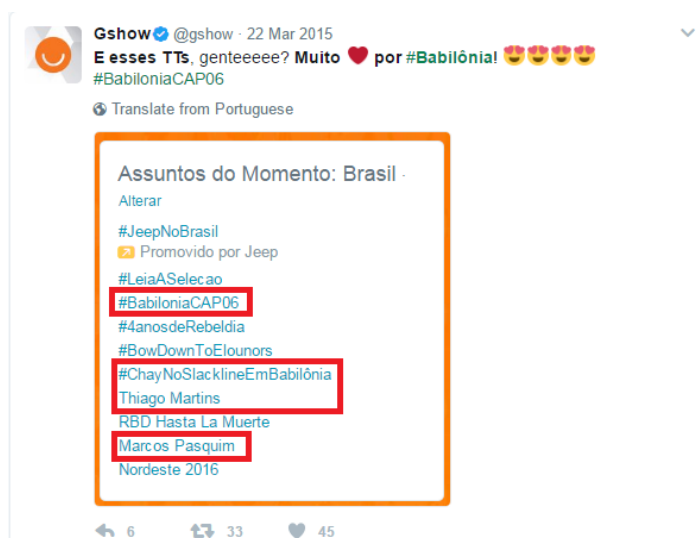 Gshow @gshow · 22 Mar 2015
E esses TTs, genteeeee? Muito ❤ por #Babilônia! 😍😍😍😍
#BabiloniaCAP06
Translate from Portuguese
Assuntos do Momento: Brasil ·
Alterar
#JeepNoBrasil
Promovido por Jeep
#LeiaASelecao
#BabiloniaCAP06
#4anosdeRebeldia
#BowDownToElounors
#ChayNoSlacklineEmBabilônia
Thiago Martins
RBD Hasta La Muerte
Marcos Pasquim
Nordeste 2016
6 33 45